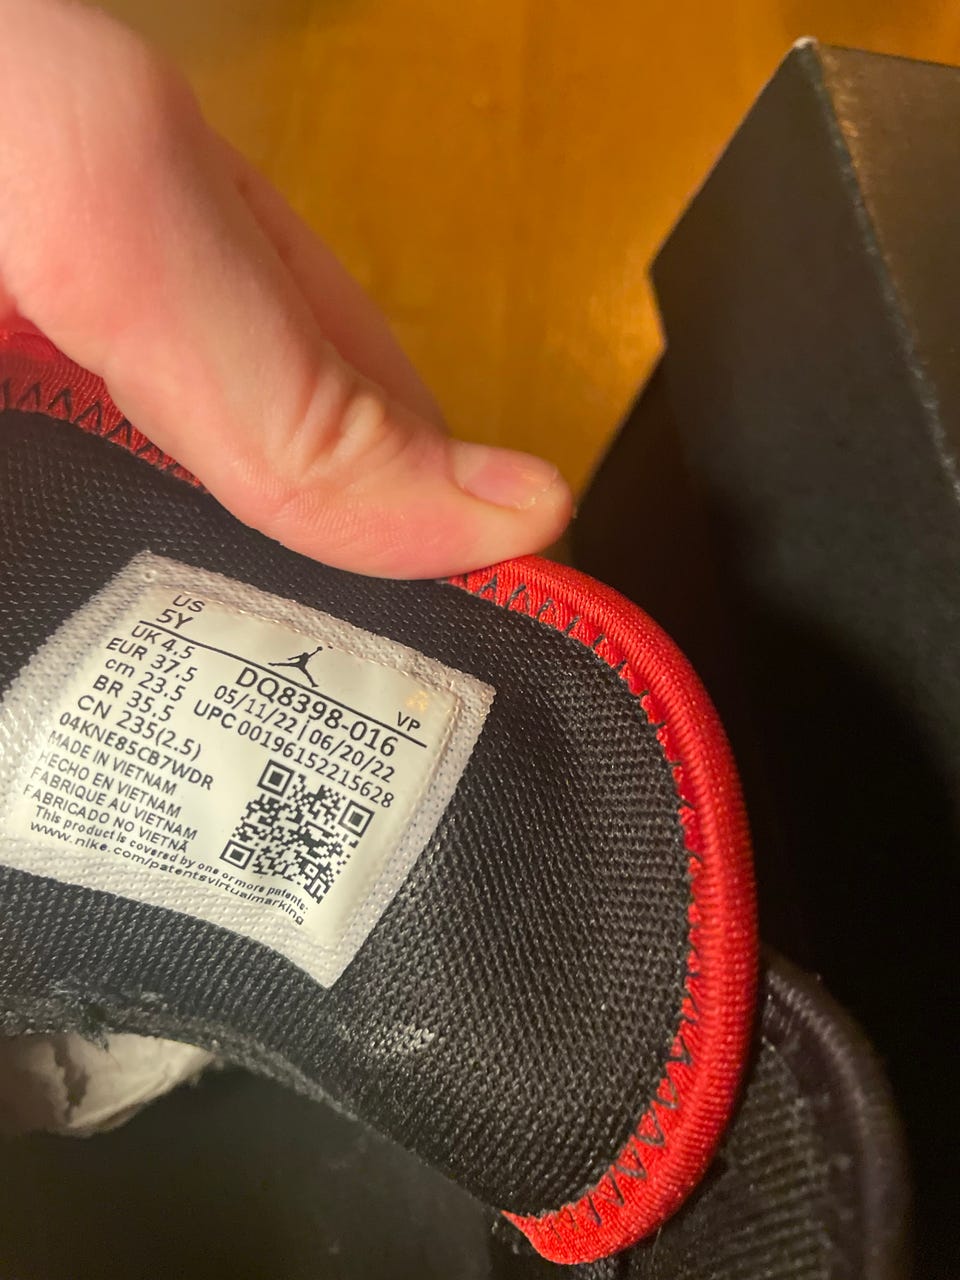 US
5Y
UK 4.5
EUR 37.5
cm 23.5
BR 35.5
CN 235(2.5)
04KNE85CB7WDR
MADE IN VIETNAM
HECHO EN VIETNAM
FABRIQUE AU VIETNAM
FABRICADO NO VIETNÃ
This product is covered by one or more patents:
www.nike.com/patentsvirtualmarking
VP
DQ8398-016
05/11/22 | 06/20/22
UPC 00196152215628